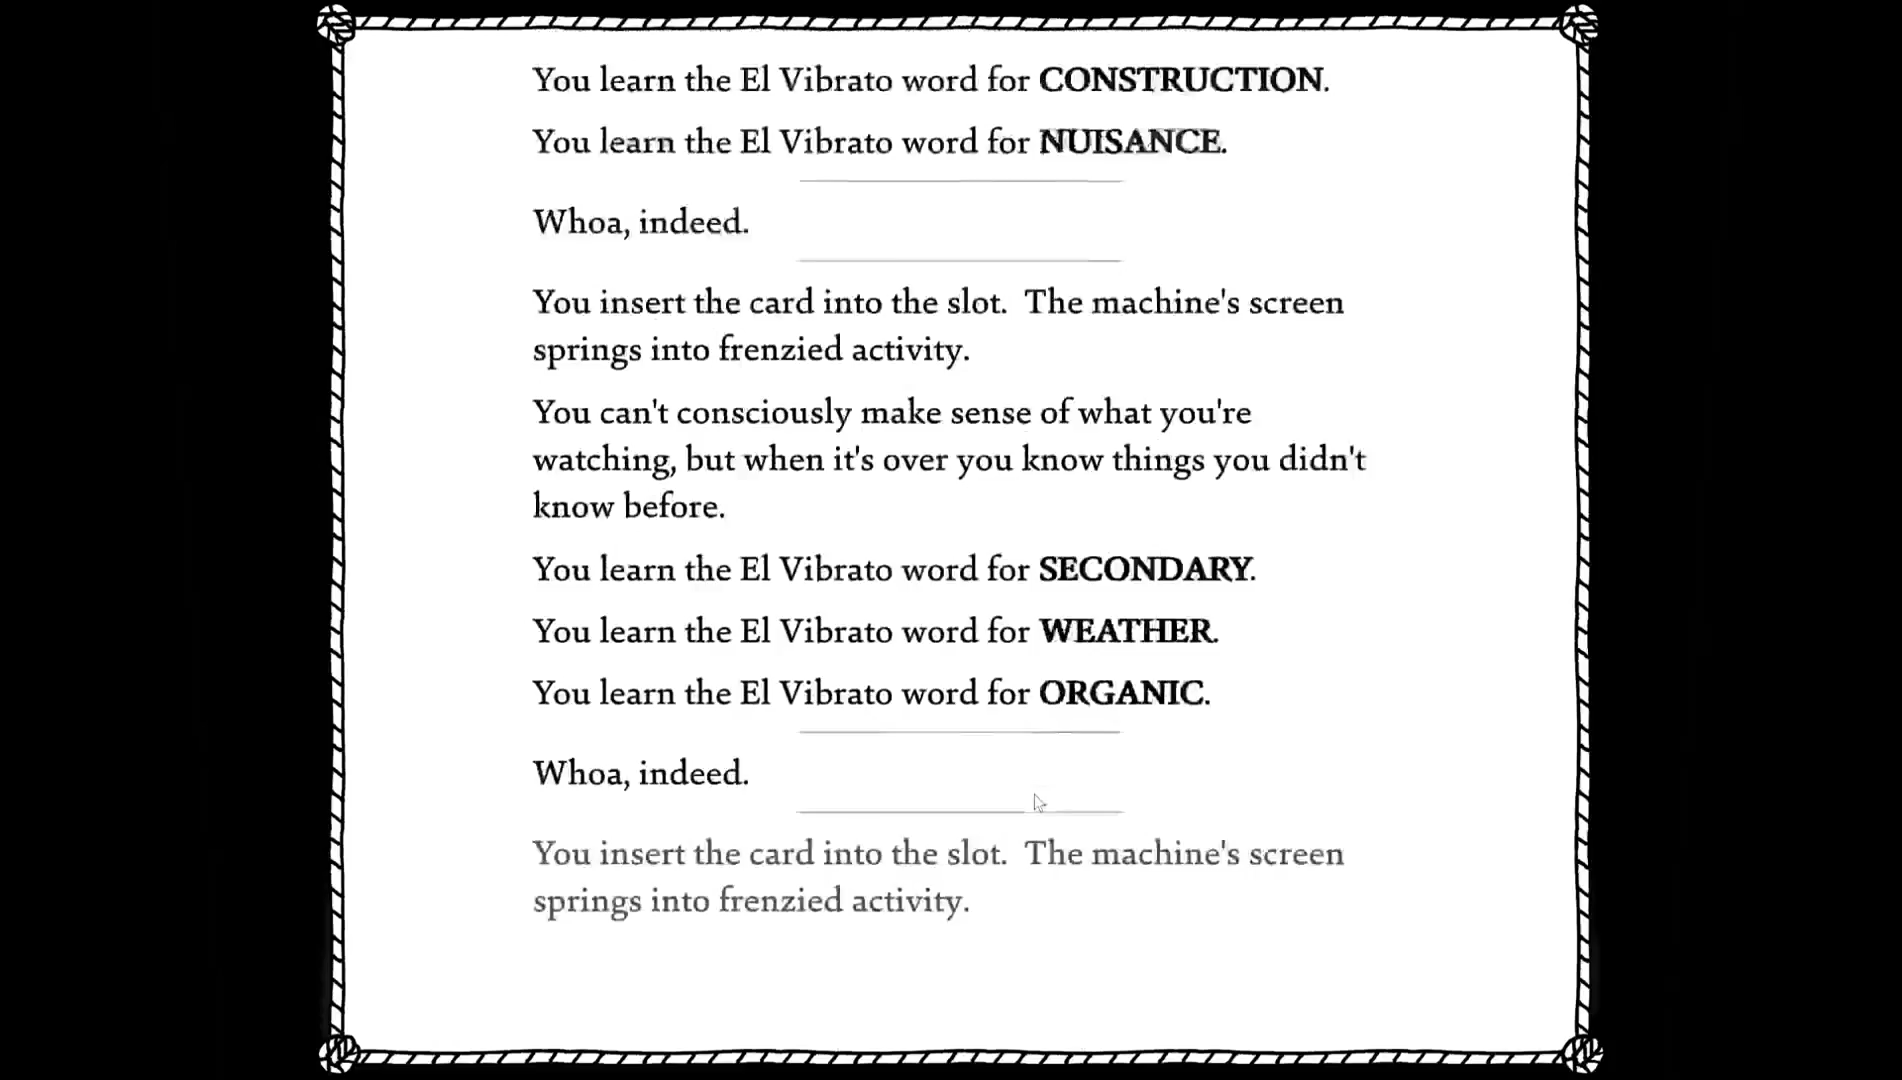 You learn the El Vibrato word for CONSTRUCTION.
You learn the El Vibrato word for NUISANCE.
Whoa, indeed.
You insert the card into the slot.  The machine's screen
springs into frenzied activity.
You can't consciously make sense of what you're
watching, but when it's over you know things you didn't
know before.
You learn the El Vibrato word for SECONDARY.
You learn the El Vibrato word for WEATHER.
You learn the El Vibrato word for ORGANIC.
Whoa, indeed.
You insert the card into the slot.  The machine's screen
springs into frenzied activity.